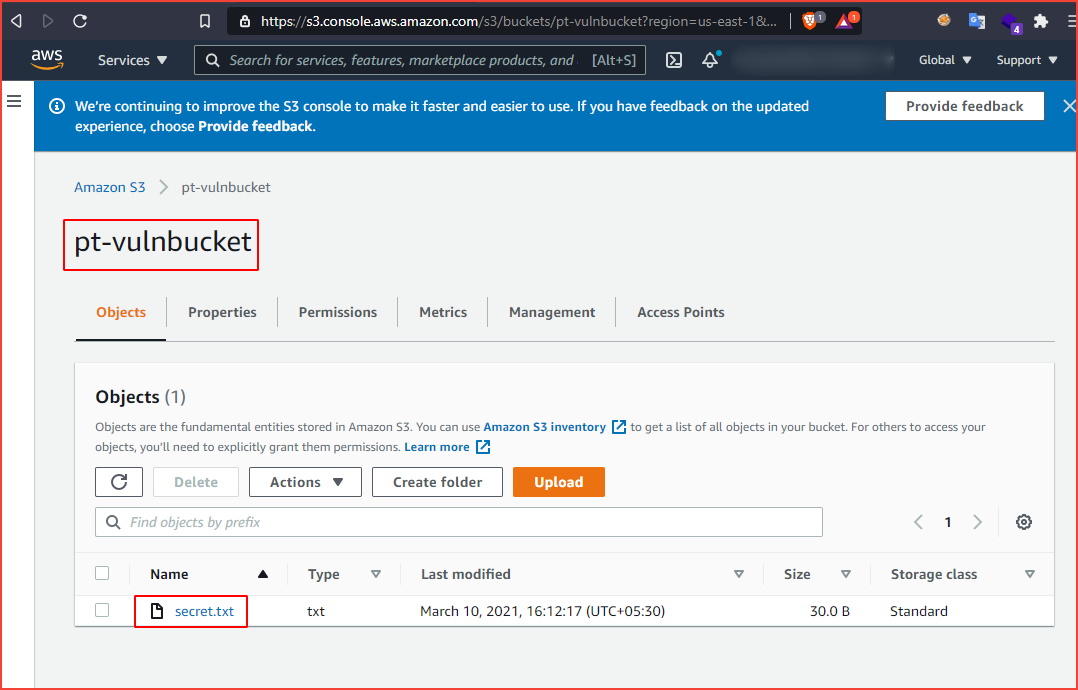 https://s3.console.aws.amazon.com/s3/buckets/pt-vulnbucket?region=us-east-1&...
1
1
4
aws
Services
Search for services, features, marketplace products, and
[Alt+S]
Global
Support
We're continuing to improve the S3 console to make it faster and easier to use. If you have feedback on the updated
experience, choose Provide feedback.
Provide feedback
Amazon S3
pt-vulnbucket
pt-vulnbucket
Objects
Properties
Permissions
Metrics
Management
Access Points
Objects (1)
Objects are the fundamental entities stored in Amazon S3. You can use Amazon S3 inventory to get a list of all objects in your bucket. For others to access your
objects, you'll need to explicitly grant them permissions. Learn more
Delete
Actions
Create folder
Upload
Find objects by prefix
1
Name
Type
Last modified
Size
Storage class
secret.txt
txt
March 10, 2021, 16:12:17 (UTC+05:30)
30.0 B
Standard